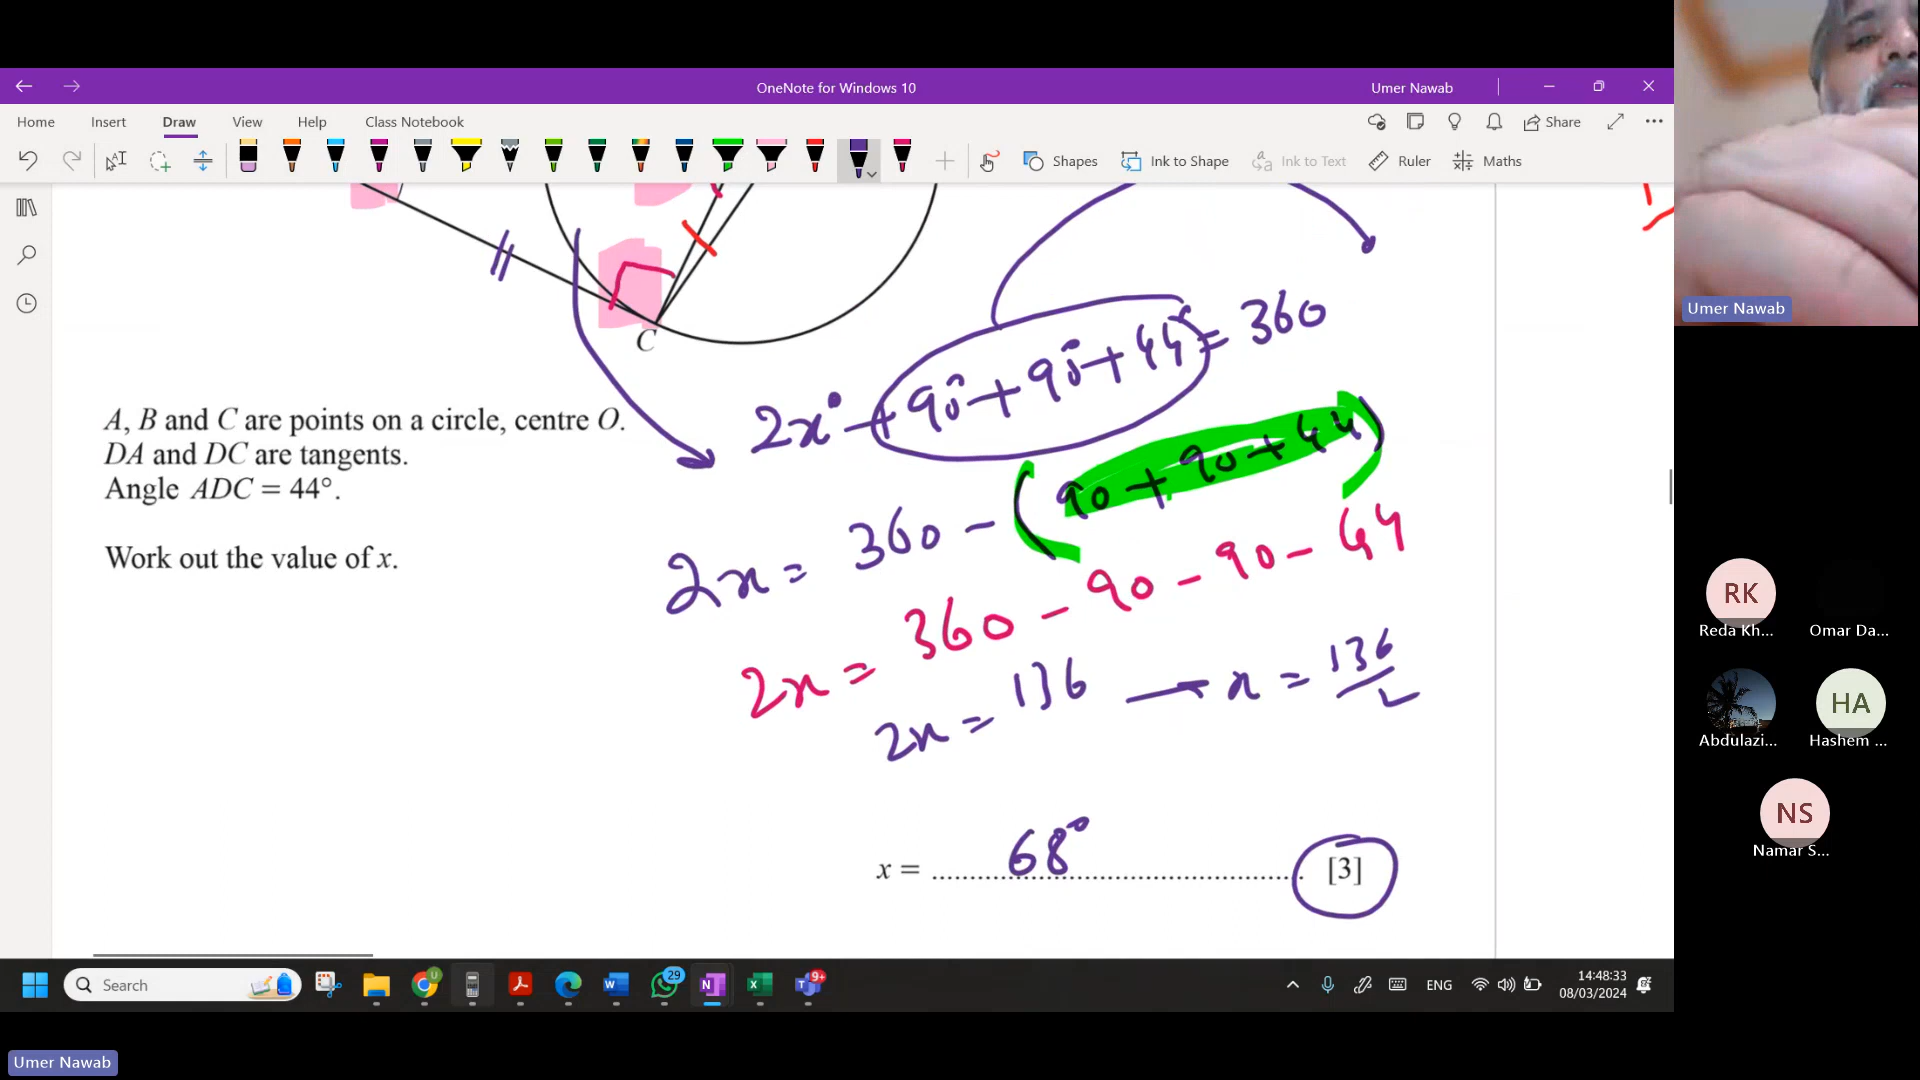 OneNote for Windows 10
Umer Nawab
Home Insert Draw View Help Class Notebook
Share
Shapes Ink to Shape Ink to Text Ruler Maths
C
2x° + 90° + 90° + 44° = 360
A, B and C are points on a circle, centre O.
DA and DC are tangents.
Angle ADC = 44°.
Work out the value of x.
2x = 360 - (90 + 90 + 44)
2x = 360 - 90 - 90 - 44
2x = 136 → x = 136/2
x = 68° [3]
Umer Nawab
RK
Reda Kh...
Omar Da...
Abdulazi...
HA
Hashem ...
NS
Namar S...
Search
29
9+
ENG
14:48:33
08/03/2024
Umer Nawab